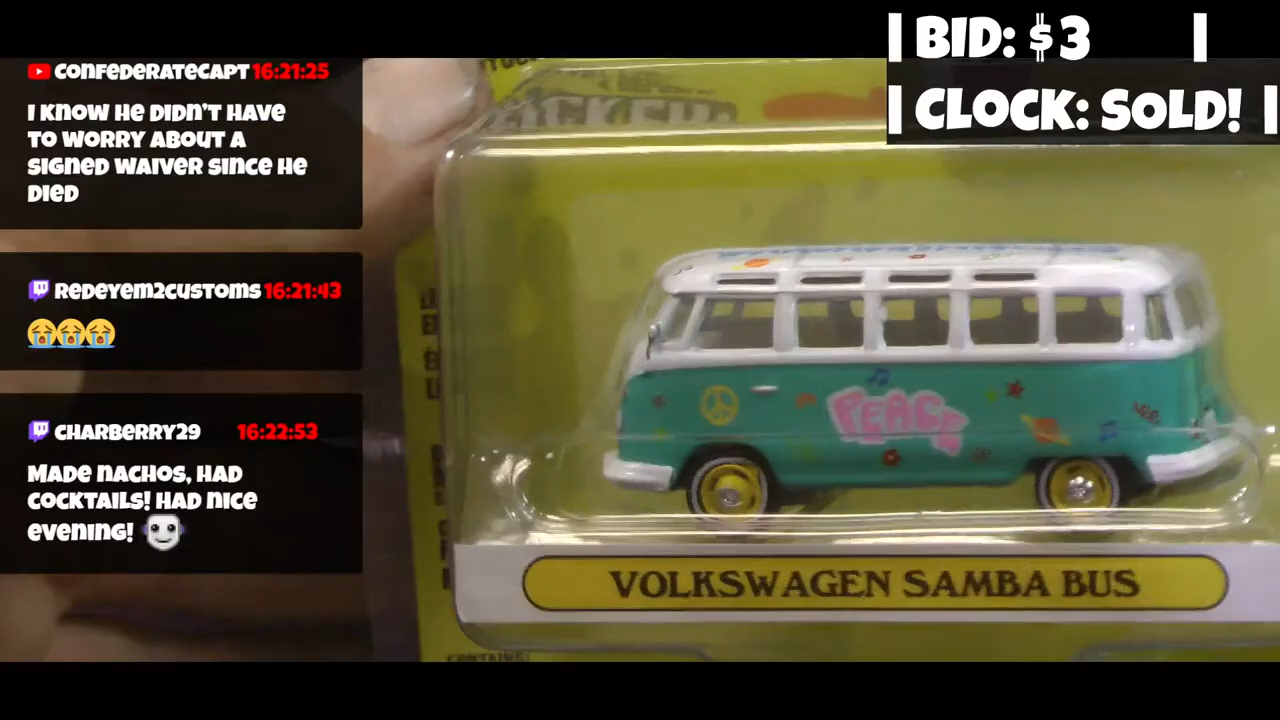 CONFEDERATECAPT 16:21:25
I KNOW HE DIDN'T HAVE
TO WORRY ABOUT A
SIGNED WAIVER SINCE HE
DIED
REDEYEM2CUSTOMS 16:21:43
😭😭😭
CHARBERRY29 16:22:53
MADE NACHOS, HAD
COCKTAILS! HAD NICE
EVENING!
| BID: $3 |
| CLOCK: SOLD! |
PEACE
VOLKSWAGEN SAMBA BUS
CONTAINS: